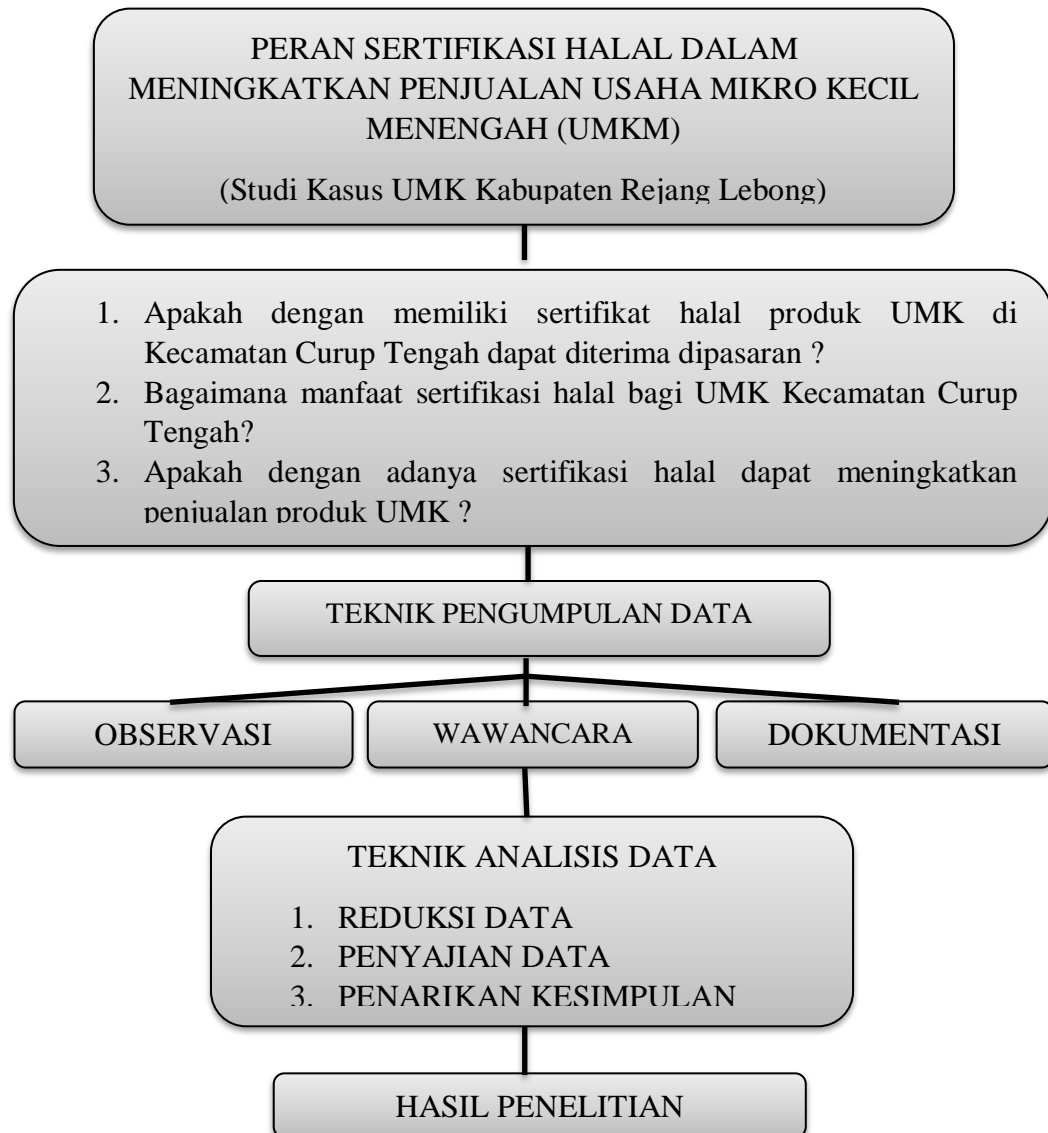 PERAN SERTIFIKASI HALAL DALAM
MENINGKATKAN PENJUALAN USAHA MIKRO KECIL
MENENGAH (UMKM)
(Studi Kasus UMK Kabupaten Rejang Lebong)
1. Apakah dengan memiliki sertifikat halal produk UMK di
Kecamatan Curup Tengah dapat diterima dipasaran ?
2. Bagaimana manfaat sertifikasi halal bagi UMK Kecamatan Curup
Tengah?
3. Apakah dengan adanya sertifikasi halal dapat meningkatkan
penjualan produk UMK ?
TEKNIK PENGUMPULAN DATA
OBSERVASI
WAWANCARA
DOKUMENTASI
TEKNIK ANALISIS DATA
1. REDUKSI DATA
2. PENYAJIAN DATA
3. PENARIKAN KESIMPULAN
HASIL PENELITIAN